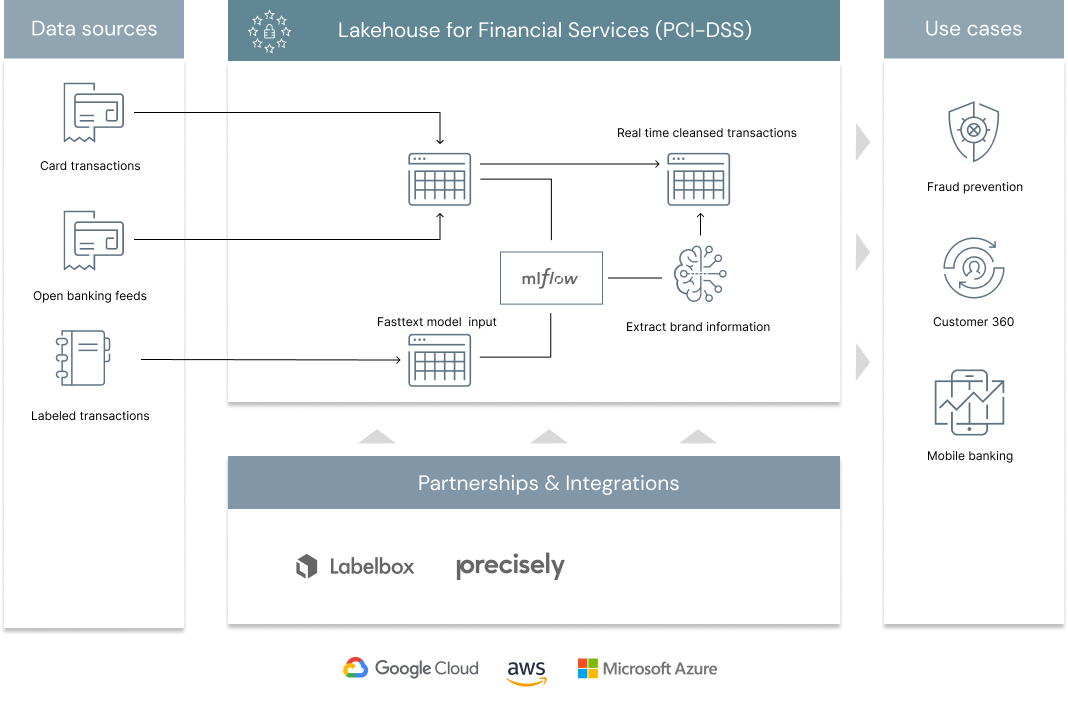 Data sources
Lakehouse for Financial Services (PCI-DSS)
Use cases
Card transactions
Open banking feeds
Labeled transactions
Real time cleansed transactions
mlflow
Fasttext model input
Extract brand information
Fraud prevention
Customer 360
Mobile banking
Partnerships & Integrations
Labelbox
precisely
Google Cloud
aws
Microsoft Azure